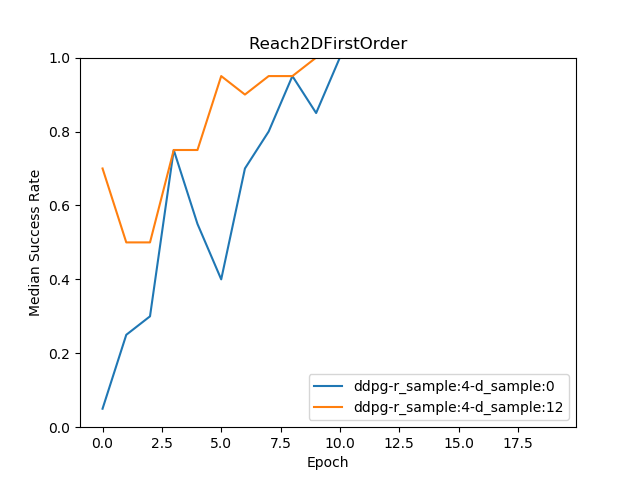 Reach2DFirstOrder
Median Success Rate
1.0
0.8
0.6
0.4
0.2
0.0
ddpg-r_sample:4-d_sample:0
ddpg-r_sample:4-d_sample:12
0.0 2.5 5.0 7.5 10.0 12.5 15.0 17.5
Epoch